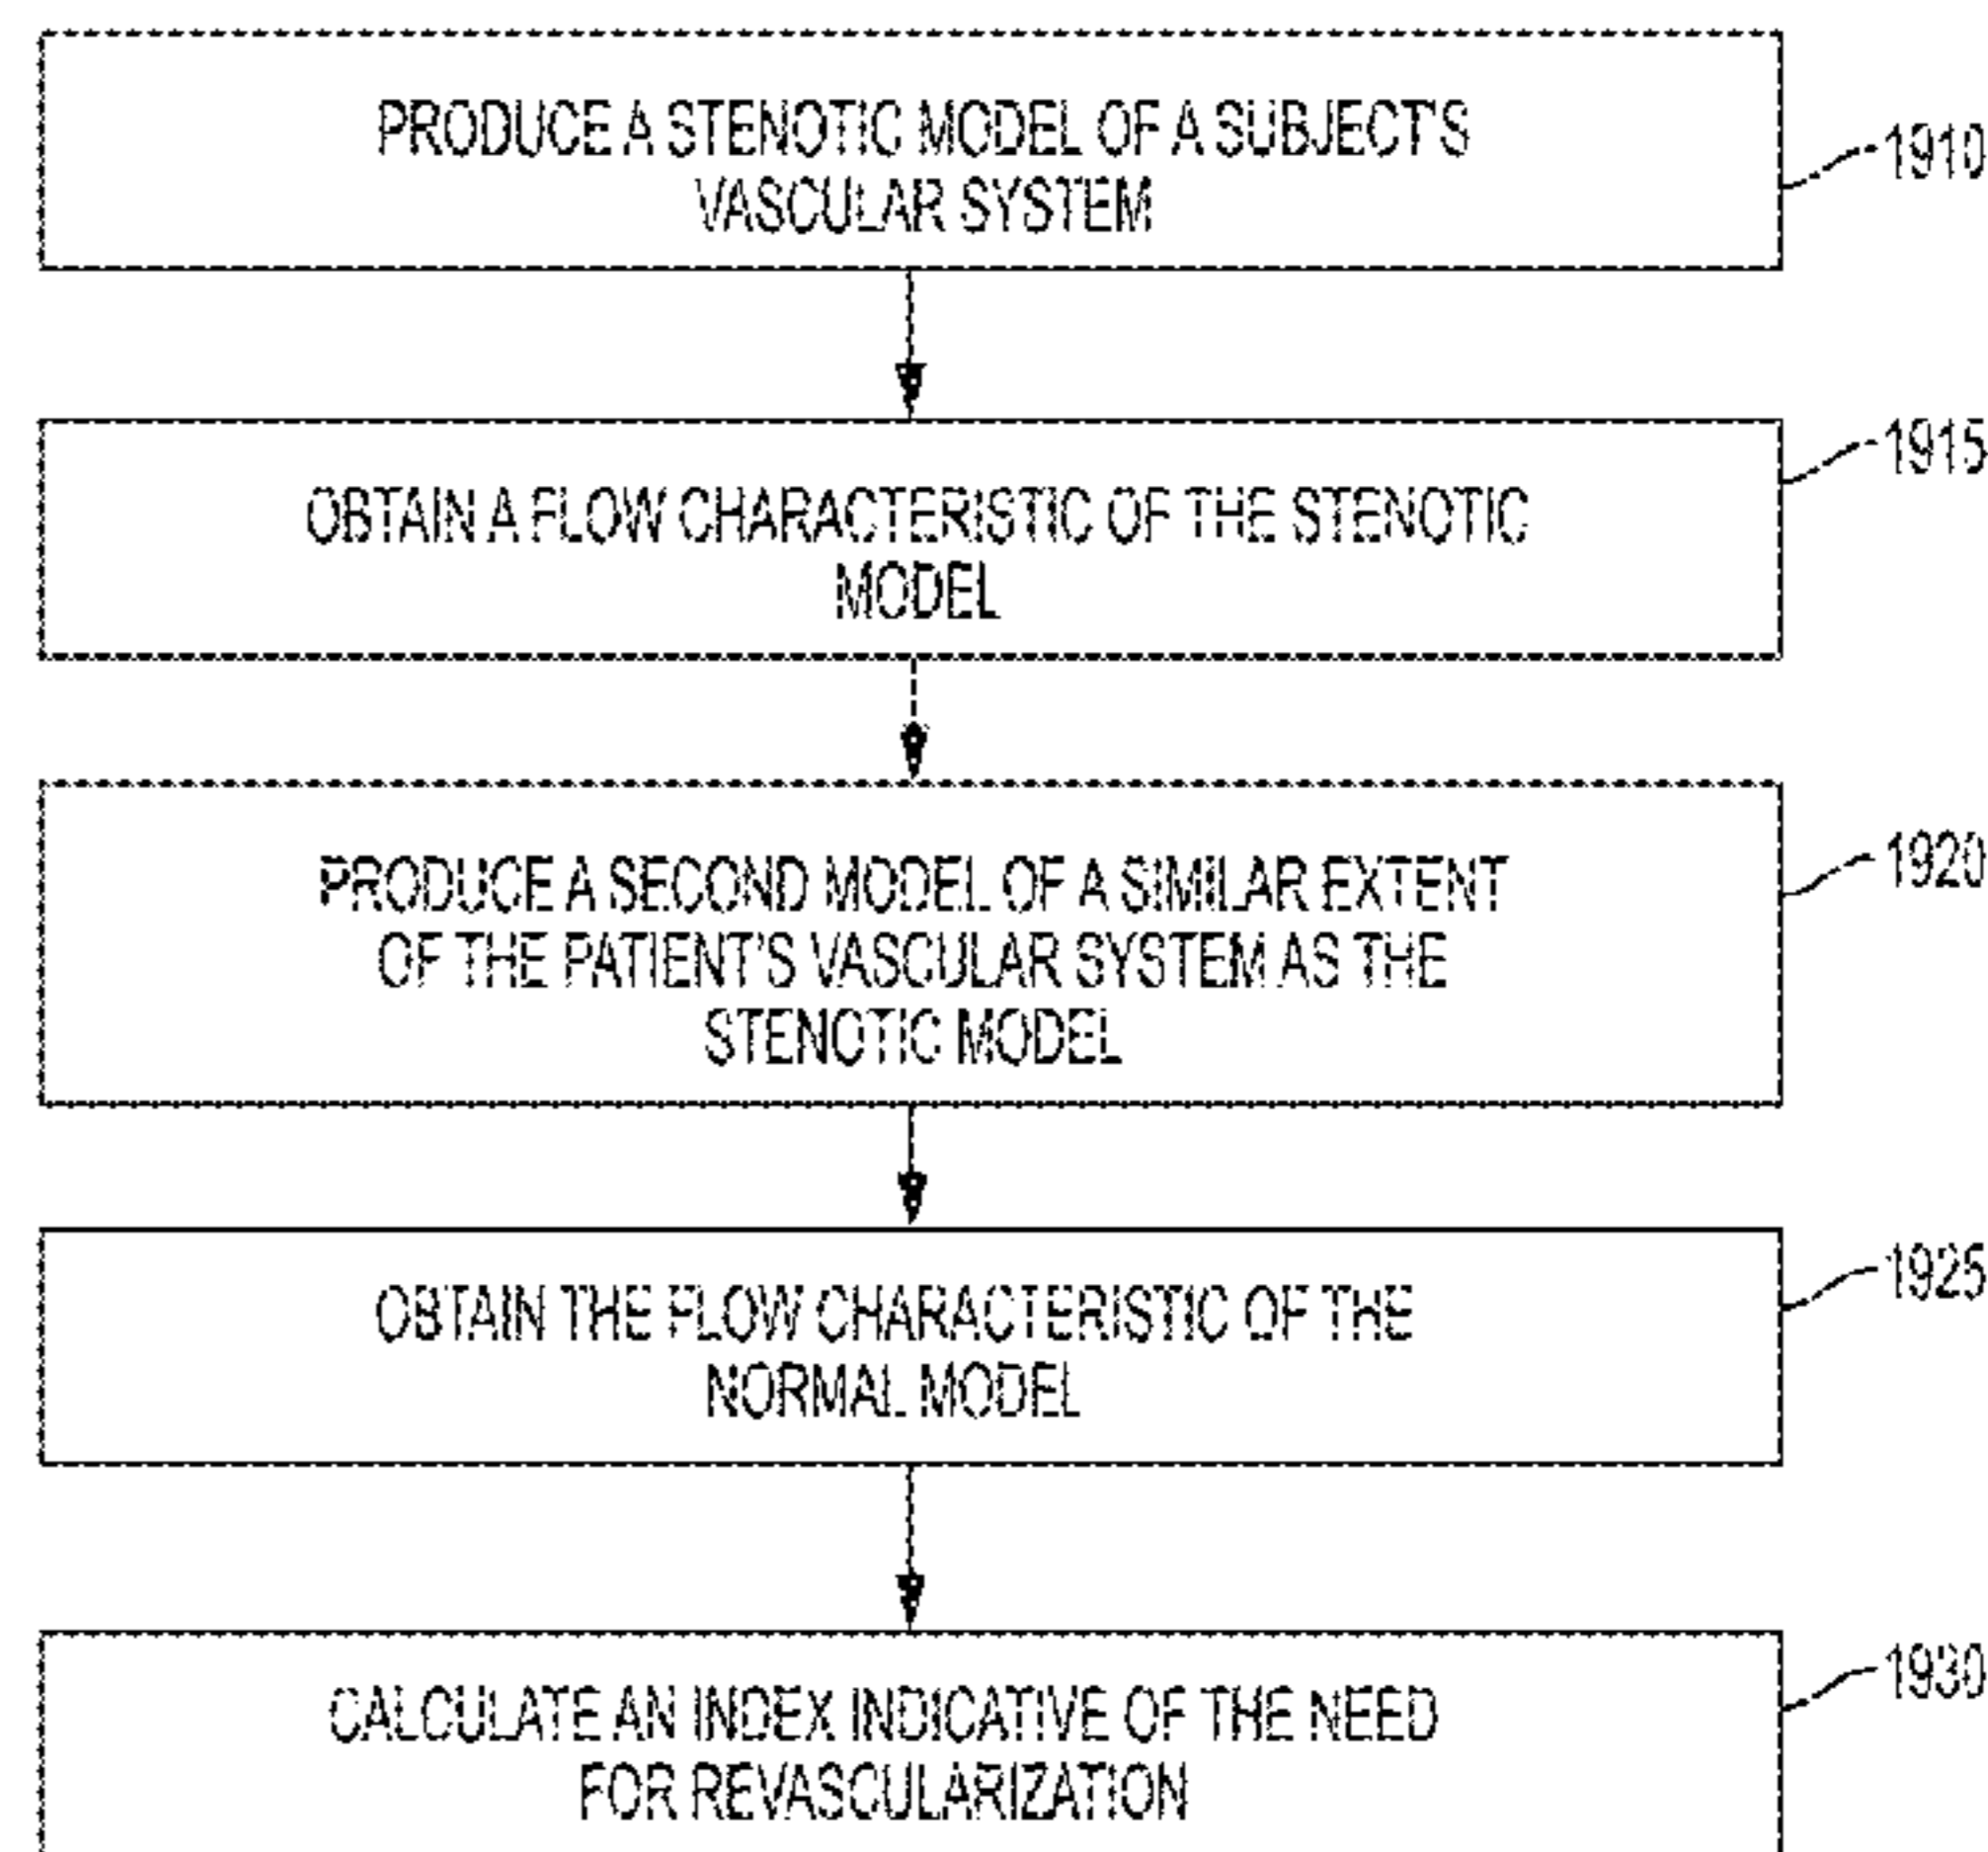 PRODUCE A STENOTIC MODEL OF A SUBJECT'S
VASCULAR SYSTEM
1910
OBTAIN A FLOW CHARACTERISTIC OF THE STENOTIC
MODEL
1915
PRODUCE A SECOND MODEL OF A SIMILAR EXTENT
OF THE PATIENT'S VASCULAR SYSTEM AS THE
STENOTIC MODEL
1920
OBTAIN THE FLOW CHARACTERISTIC OF THE
NORMAL MODEL
1925
CALCULATE AN INDEX INDICATIVE OF THE NEED
FOR REVASCULARIZATION
1930